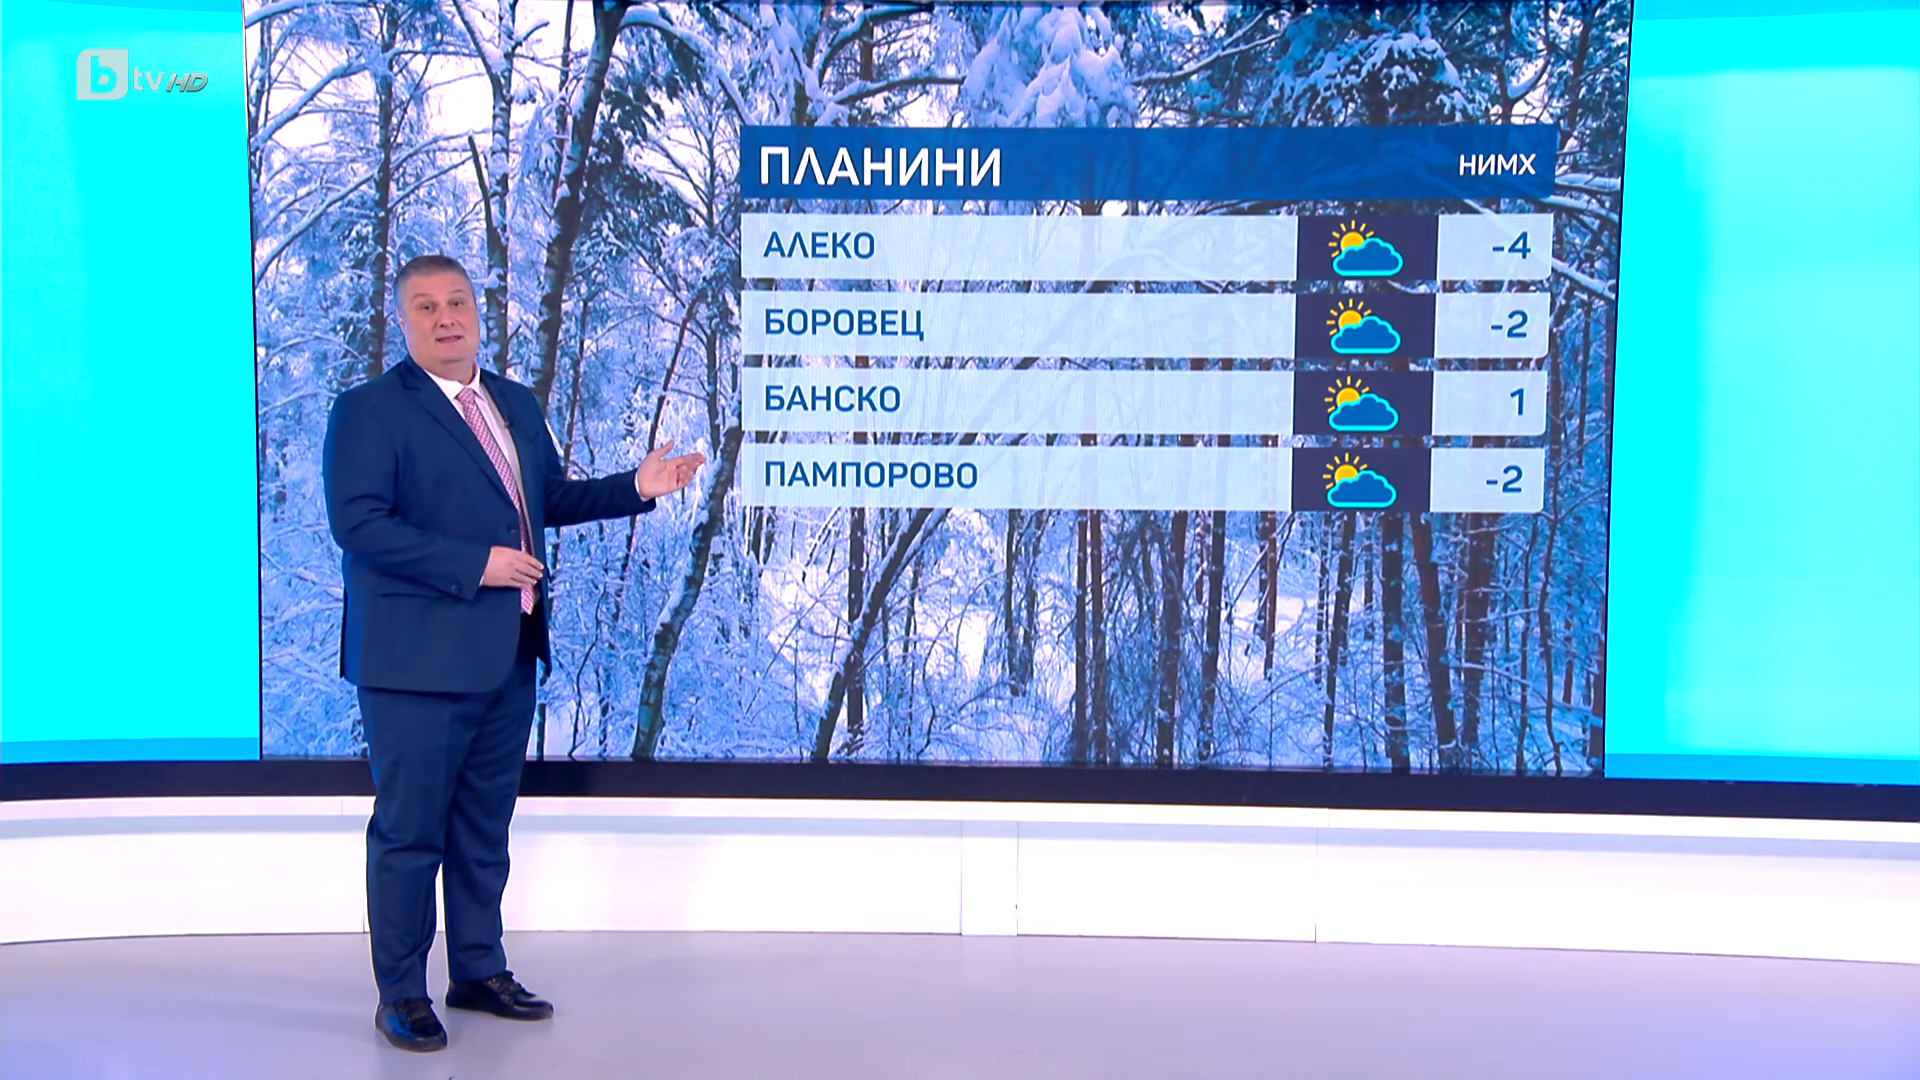 btv HD
ПЛАНИНИ НИМХ
АЛЕКО -4
БОРОВЕЦ -2
БАНСКО 1
ПАМПОРОВО -2